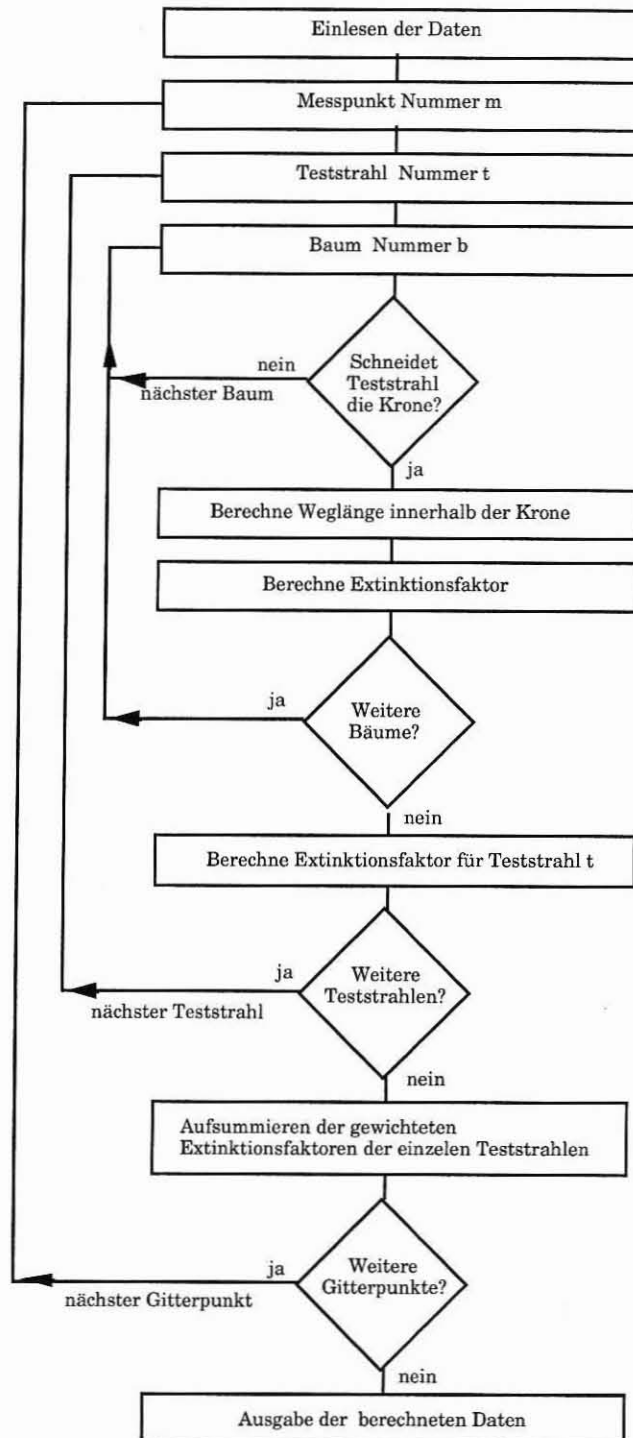 Einlesen der Daten
Messpunkt Nummer m
Teststrahl Nummer t
Baum Nummer b
nein
nächster Baum
Schneidet
Teststrahl
die Krone?
ja
Berechne Weglänge innerhalb der Krone
Berechne Extinktionsfaktor
ja
Weitere
Bäume?
nein
Berechne Extinktionsfaktor für Teststrahl t
ja
nächster Teststrahl
Weitere
Teststrahlen?
nein
Aufsummieren der gewichteten
Extinktionsfaktoren der einzelen Teststrahlen
ja
nächster Gitterpunkt
Weitere
Gitterpunkte?
nein
Ausgabe der berechneten Daten